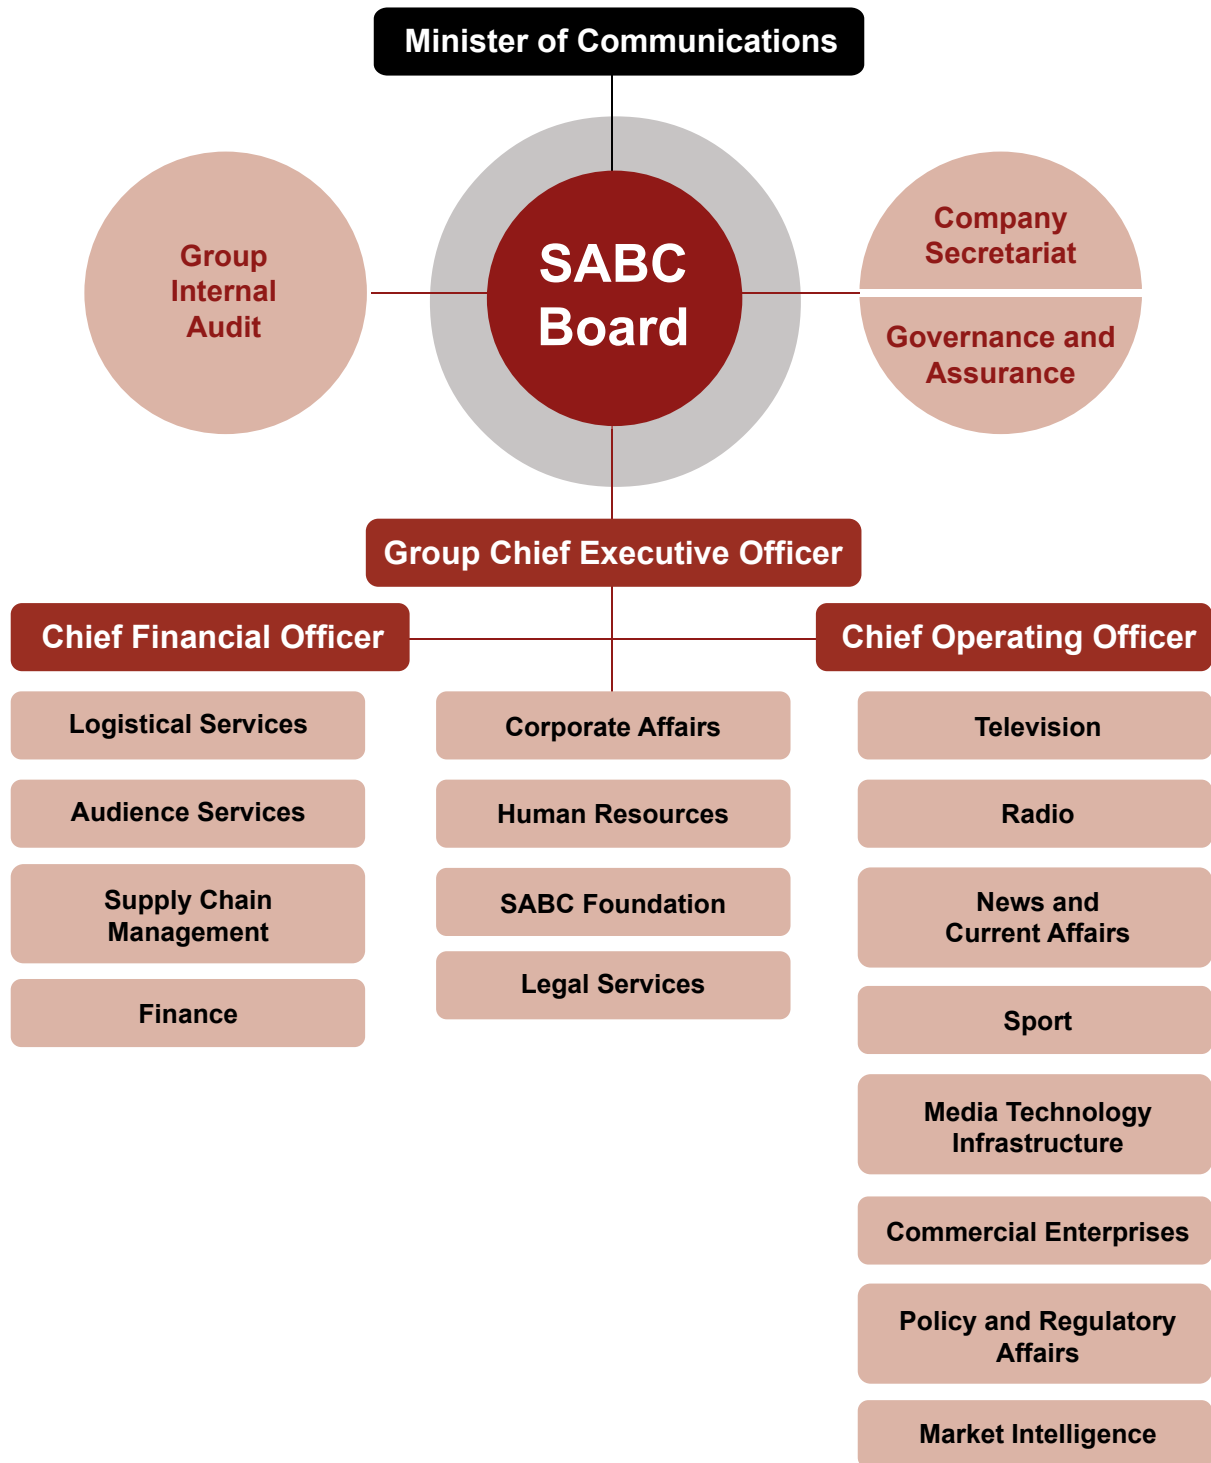 Minister of Communications
Group
Internal
Audit
SABC
Board
Company
Secretariat
Governance and
Assurance
Group Chief Executive Officer
Chief Financial Officer
Chief Operating Officer
Logistical Services
Audience Services
Supply Chain
Management
Finance
Corporate Affairs
Human Resources
SABC Foundation
Legal Services
Television
Radio
News and
Current Affairs
Sport
Media Technology
Infrastructure
Commercial Enterprises
Policy and Regulatory
Affairs
Market Intelligence